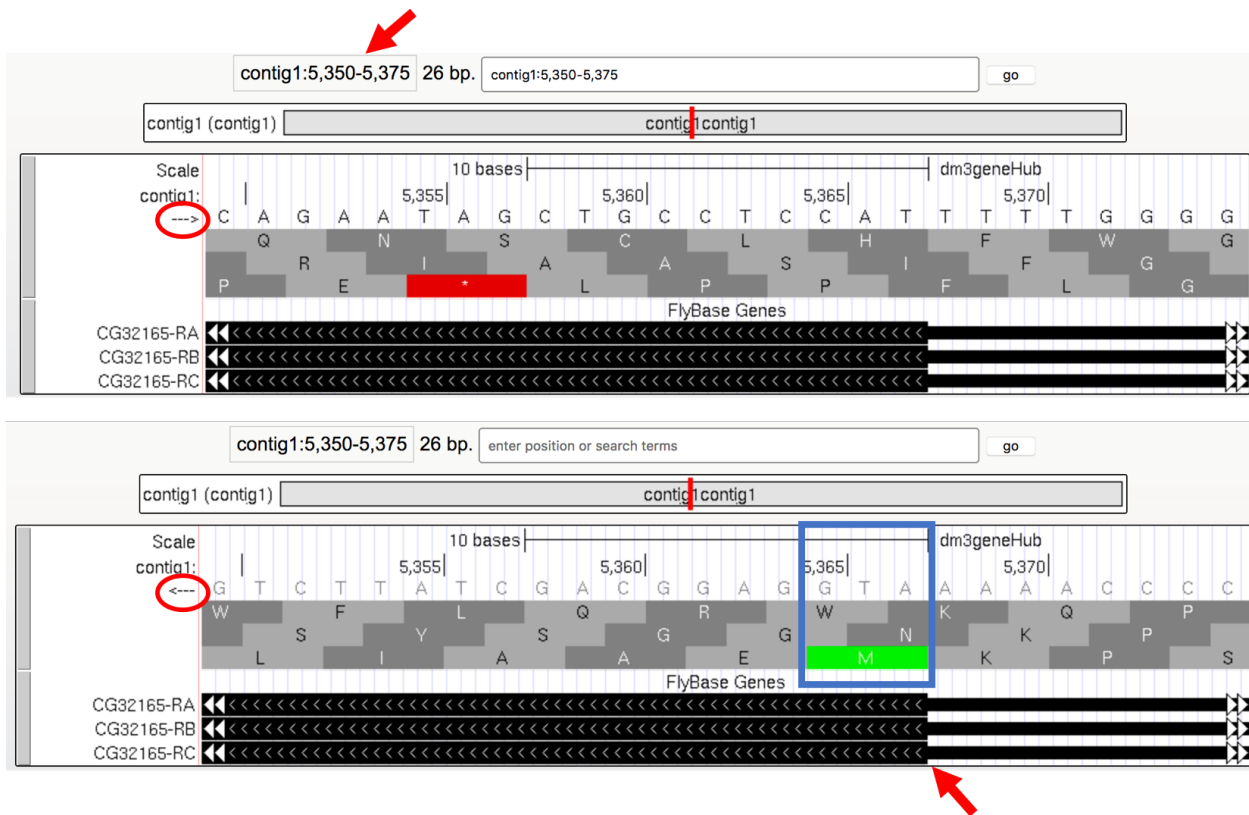 contig1:5,350-5,375 26 bp. contig1:5,350-5,375 go
contig1 (contig1) contig1contig1
Scale 10 bases dm3geneHub
contig1: 5,355 5,360 5,365 5,370
---> C A G A A T A G C T G C C T C C A T T T T T G G G G
Q N S C L H F W G
R I A A S I F G
P E * L P P F L G
FlyBase Genes
CG32165-RA
CG32165-RB
CG32165-RC
contig1:5,350-5,375 26 bp. enter position or search terms go
contig1 (contig1) contig1contig1
Scale 10 bases dm3geneHub
contig1: 5,355 5,360 5,365 5,370
<--- G T C T T A T C G A C G G A G G T A A A A A C C C C
W F L Q R W K Q P
S Y S G G N K P
L I A A E M K P S
FlyBase Genes
CG32165-RA
CG32165-RB
CG32165-RC